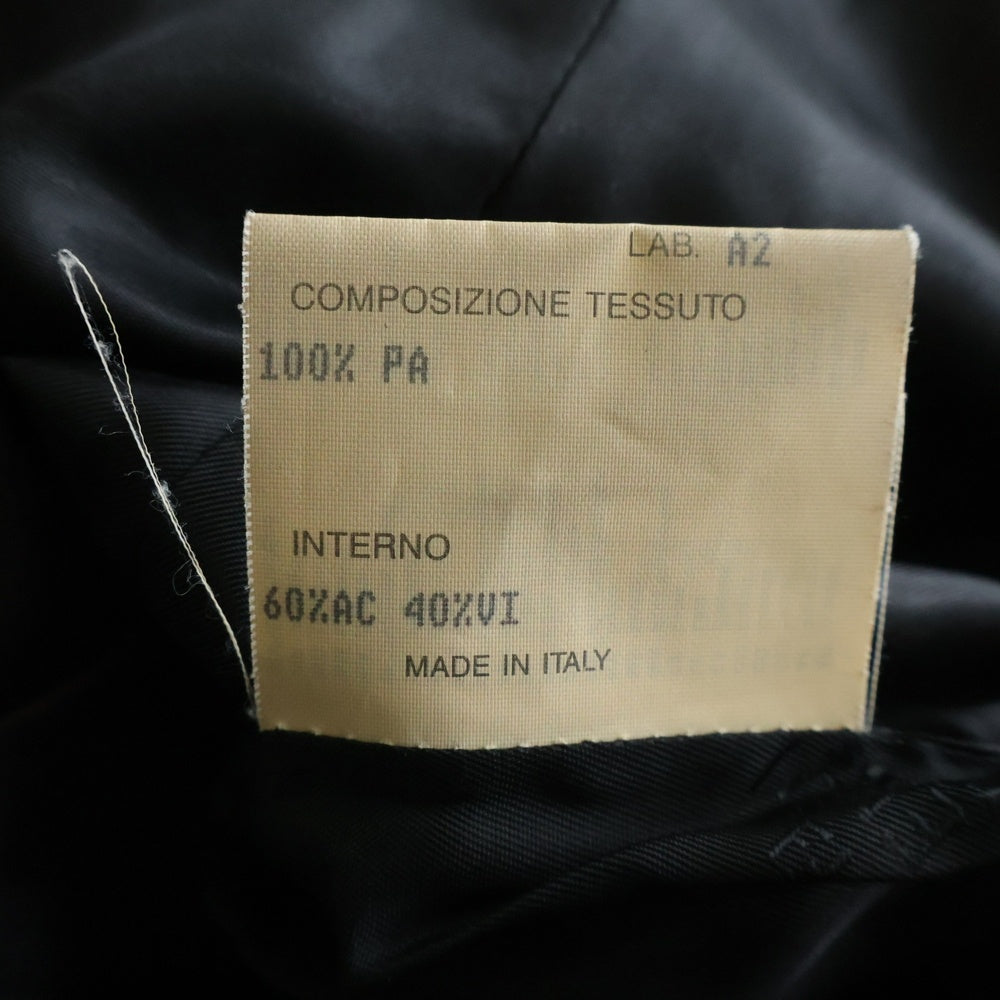 LAB. A2
COMPOSIZIONE TESSUTO
100% PA
INTERNO
60%AC 40%VI
MADE IN ITALY